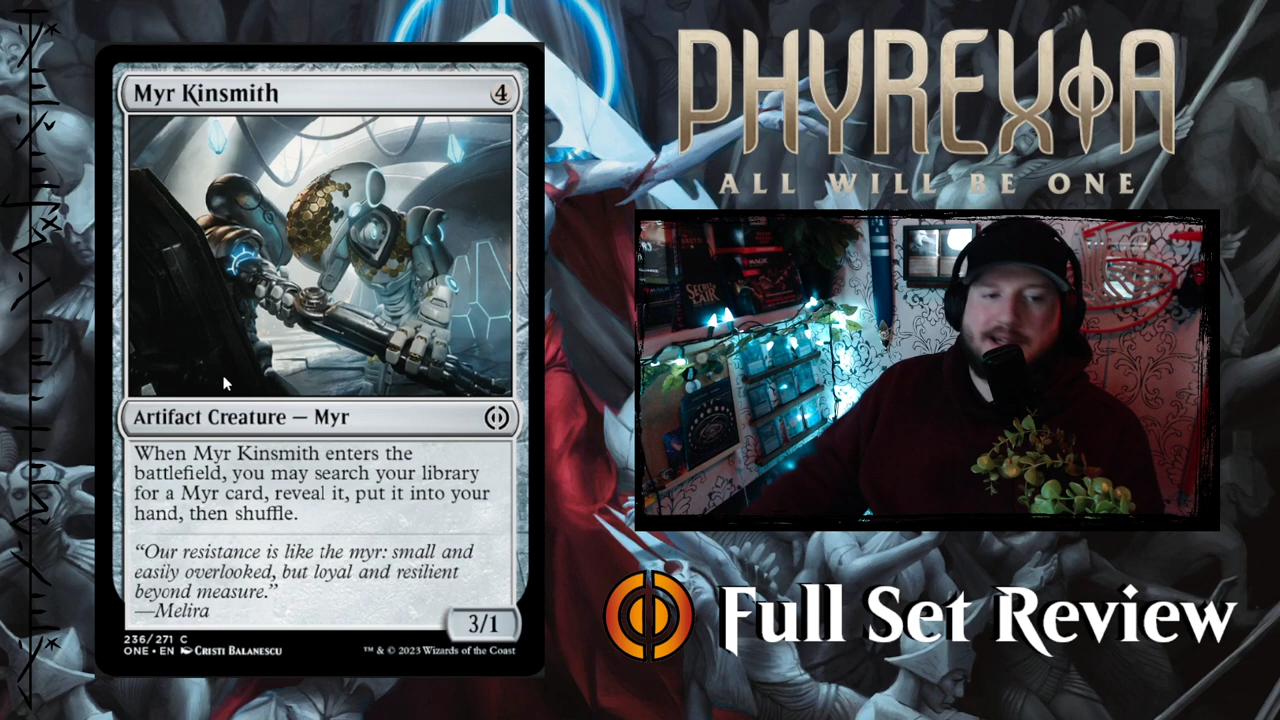 Myr Kinsmith
4
Artifact Creature — Myr
When Myr Kinsmith enters the
battlefield, you may search your library
for a Myr card, reveal it, put it into your
hand, then shuffle.
“Our resistance is like the myr: small and
easily overlooked, but loyal and resilient
beyond measure.”
—Melira
3/1
236/271 C
ONE • EN CRISTI BALANESCU
™ & © 2023 Wizards of the Coast
PHYREXIA
ALL WILL BE ONE
SECRET
LAIR
MAGIC
Full Set Review